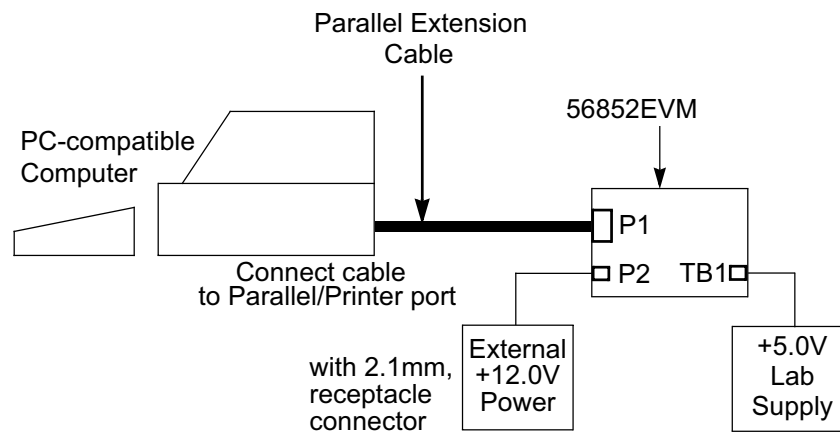 Parallel Extension
Cable
56852EVM
PC-compatible
Computer
P1
P2
TB1
Connect cable
to Parallel/Printer port
with 2.1mm,
receptacle
connector
External
+12.0V
Power
+5.0V
Lab
Supply